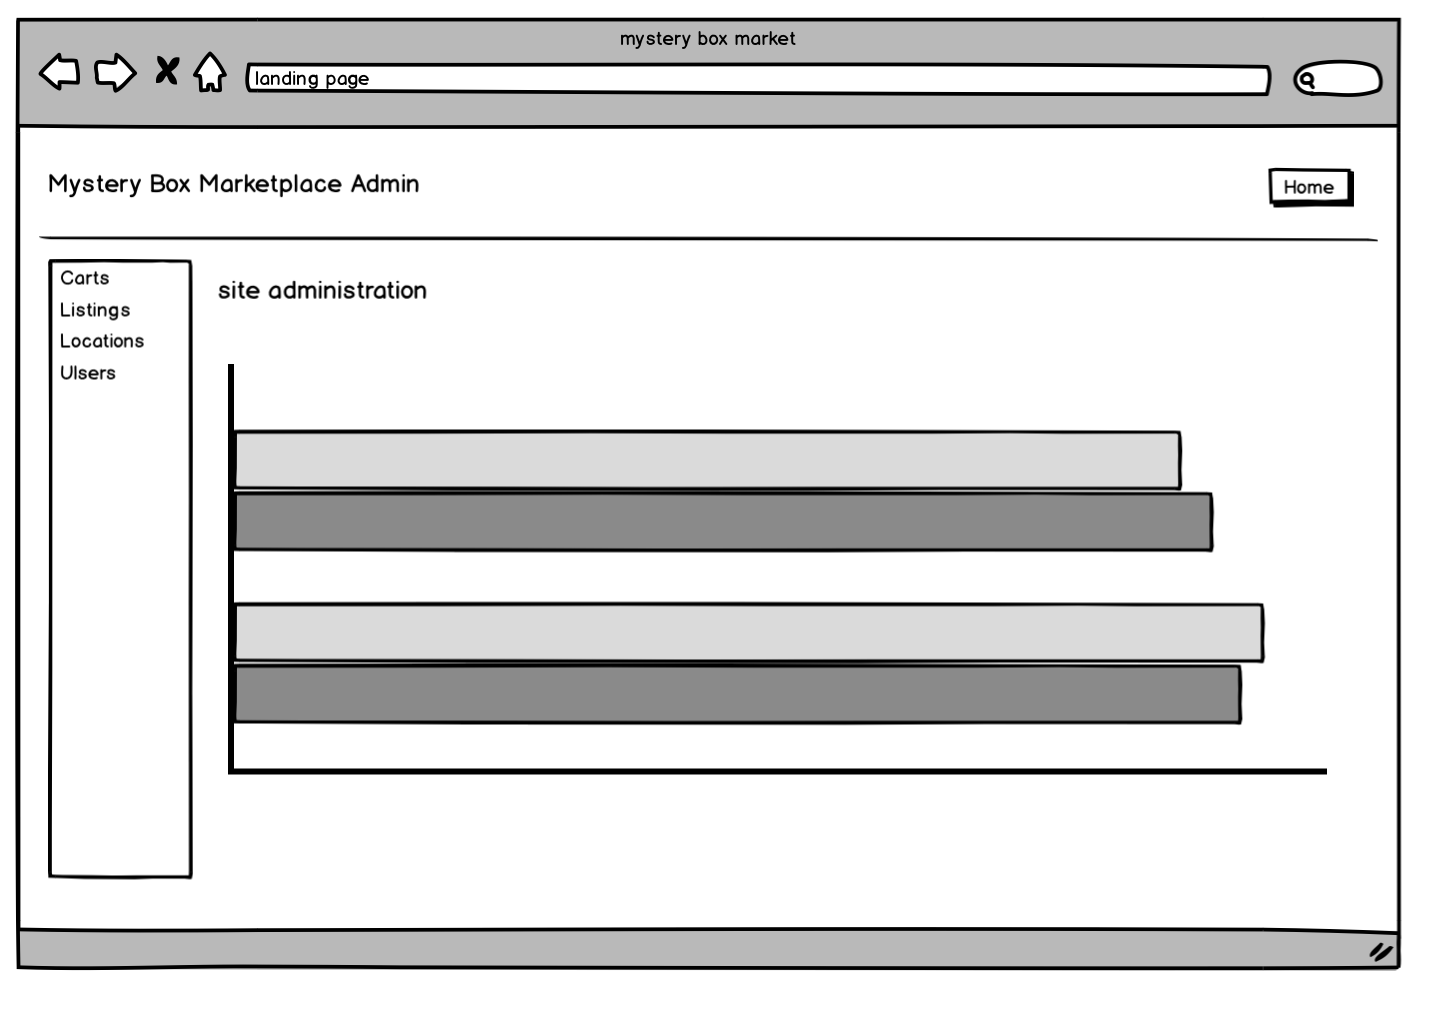 mystery box market
landing page
Mystery Box Marketplace Admin
Home
Carts
Listings
Locations
Ulsers
site administration